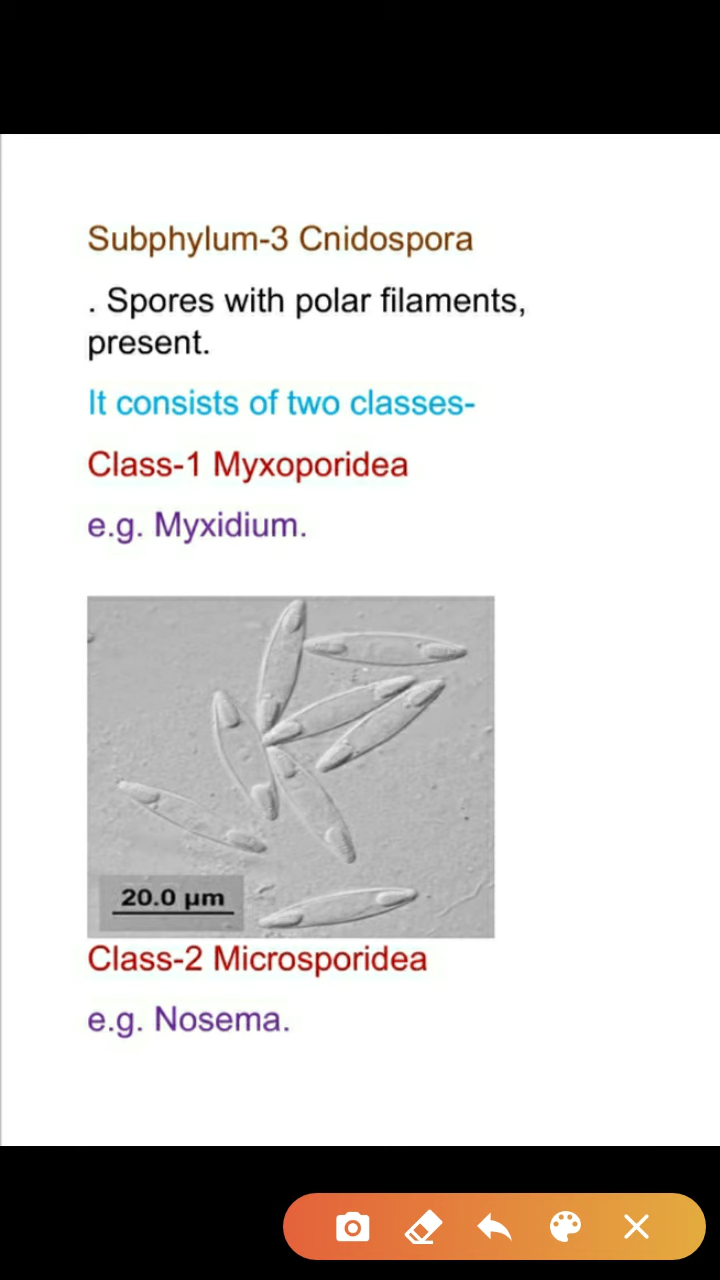 Subphylum-3 Cnidospora
. Spores with polar filaments,
present.
It consists of two classes-
Class-1 Myxoporidea
e.g. Myxidium.
20.0 µm
Class-2 Microsporidea
e.g. Nosema.